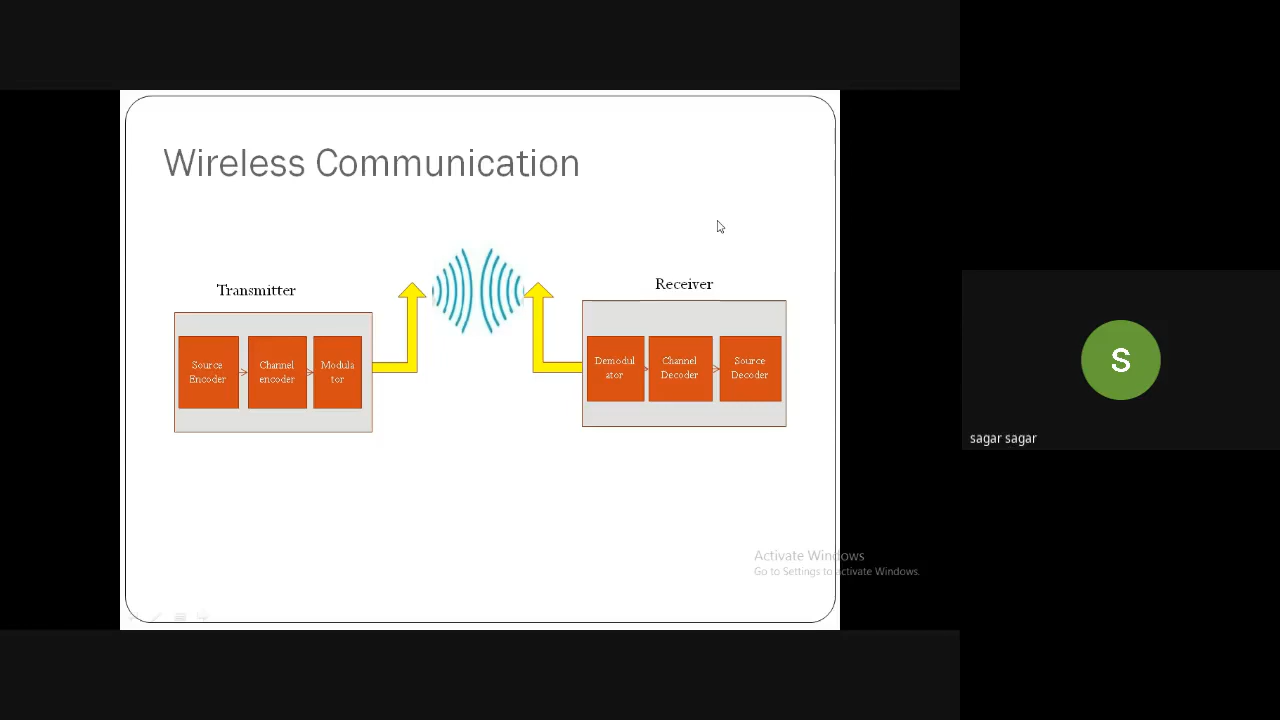 Wireless Communication
Transmitter
Receiver
Source
Encoder
Channel
encoder
Modula
tor
Demodul
ator
Channel
Decoder
Source
Decoder
S
sagar sagar
Activate Windows
Go to Settings to activate Windows.